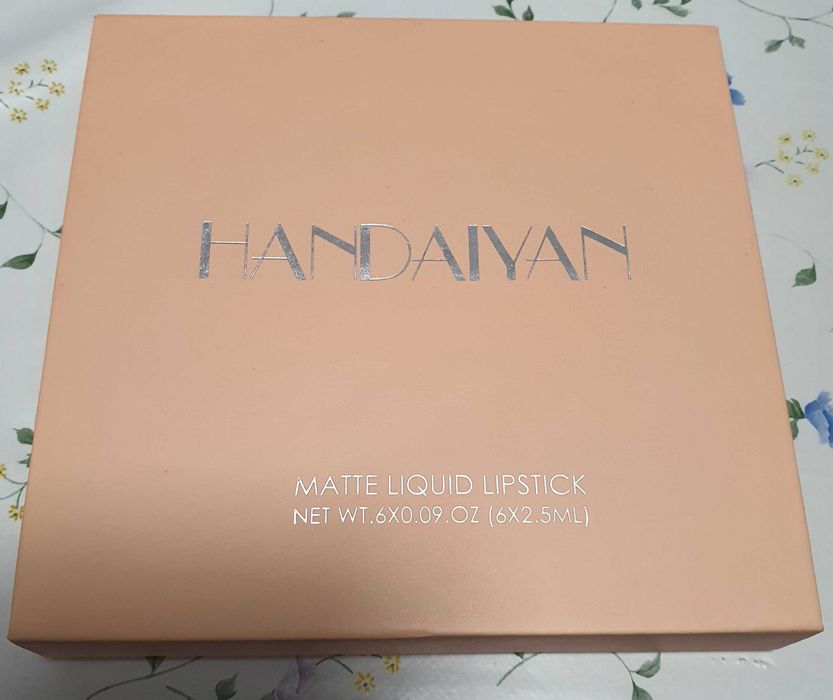 HANDAIYAN
MATTE LIQUID LIPSTICK
NET WT.6X0.09.OZ (6X2.5ML)